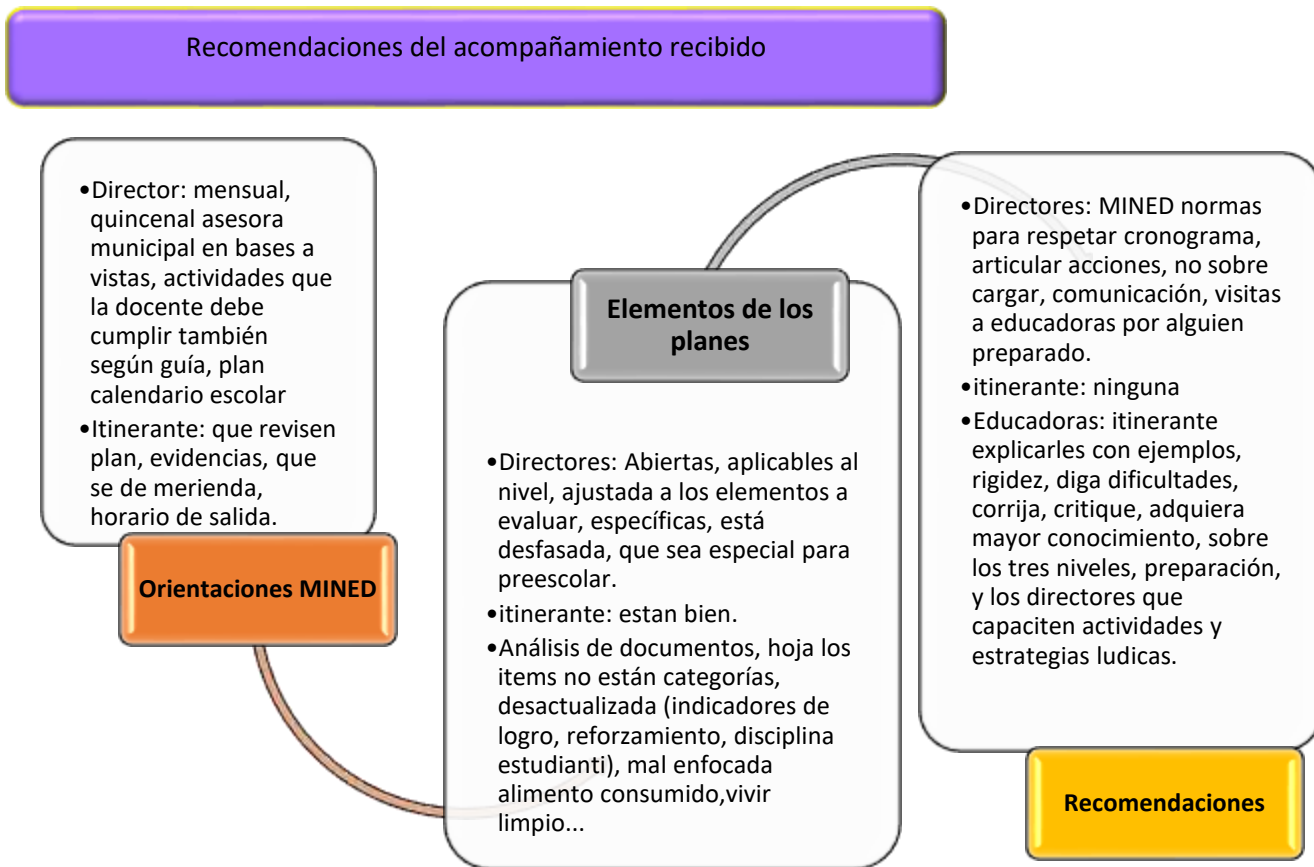 Recomendaciones del acompañamiento recibido
•Director: mensual,
quincenal asesora
municipal en bases a
vistas, actividades que
la docente debe
cumplir también
según guía, plan
calendario escolar
•Itinerante: que revisen
plan, evidencias, que
se de merienda,
horario de salida.
Orientaciones MINED
Elementos de los
planes
•Directores: Abiertas, aplicables al
nivel, ajustada a los elementos a
evaluar, específicas, está
desfasada, que sea especial para
preescolar.
•itinerante: estan bien.
•Análisis de documentos, hoja los
items no están categorías,
desactualizada (indicadores de
logro, reforzamiento, disciplina
estudianti), mal enfocada
alimento consumido,vivir
limpio...
•Directores: MINED normas
para respetar cronograma,
articular acciones, no sobre
cargar, comunicación, visitas
a educadoras por alguien
preparado.
•itinerante: ninguna
•Educadoras: itinerante
explicarles con ejemplos,
rigidez, diga dificultades,
corrija, critique, adquiera
mayor conocimiento, sobre
los tres niveles, preparación,
y los directores que
capaciten actividades y
estrategias ludicas.
Recomendaciones